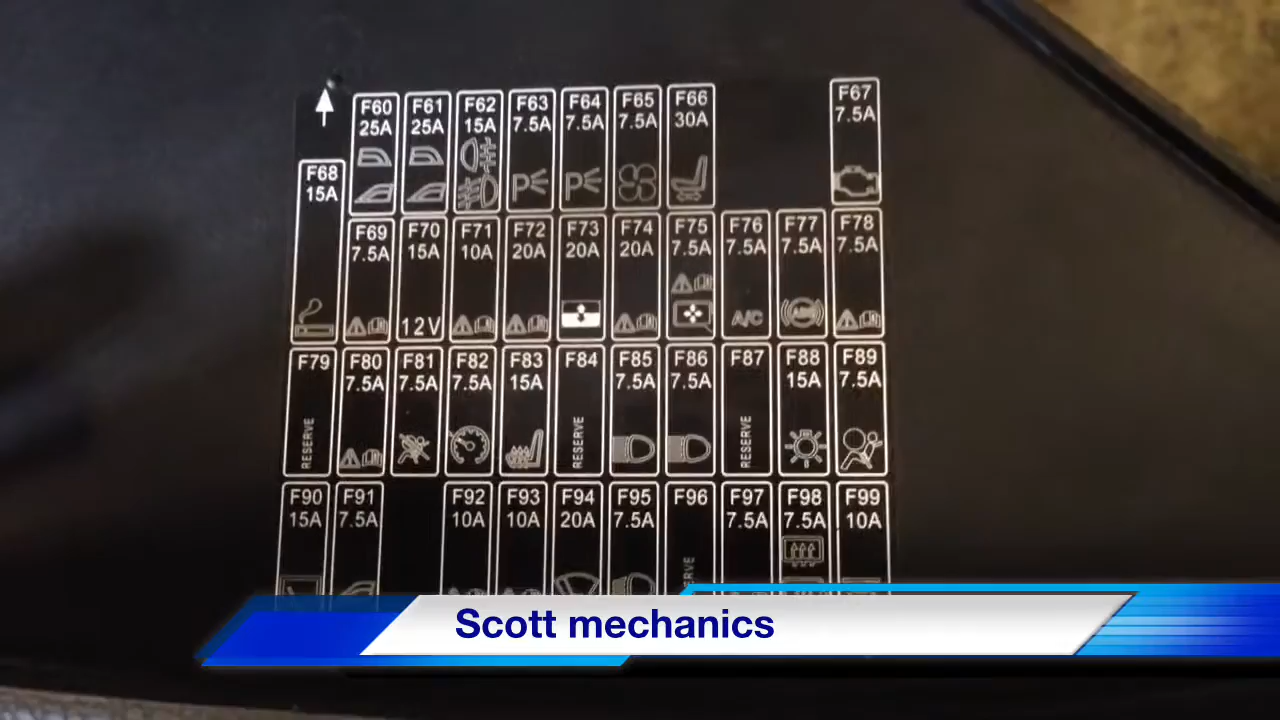 F60 F61 F62 F63 F64 F65 F66 F67
25A 25A 15A 7.5A 7.5A 7.5A 30A 7.5A
P P
F68
15A
F69 F70 F71 F72 F73 F74 F75 F76 F77 F78
7.5A 15A 10A 20A 20A 20A 7.5A 7.5A 7.5A 7.5A
12V A/C ABS
F79 F80 F81 F82 F83 F84 F85 F86 F87 F88 F89
7.5A 7.5A 7.5A 15A 7.5A 7.5A 15A 7.5A
RESERVE RESERVE RESERVE
F90 F91 F92 F93 F94 F95 F96 F97 F98 F99
15A 7.5A 10A 10A 20A 7.5A 7.5A 7.5A 10A
Scott mechanics